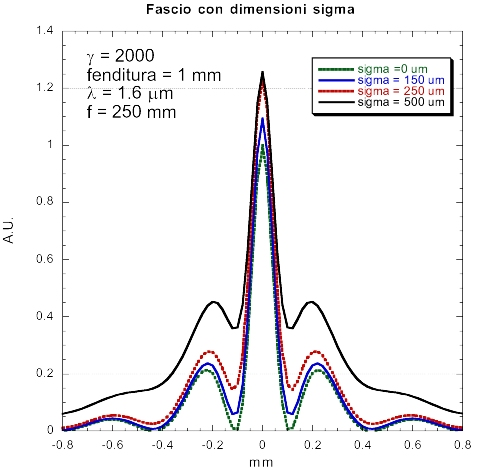 Fascio con dimensioni sigma
γ = 2000
fenditura = 1 mm
λ = 1.6 μm
f = 250 mm
sigma =0 um
sigma = 150 um
sigma = 250 um
sigma = 500 um
1.4
1.2
1
0.8
0.6
0.4
0.2
0
A.U.
-0.8 -0.6 -0.4 -0.2 0 0.2 0.4 0.6 0.8
mm